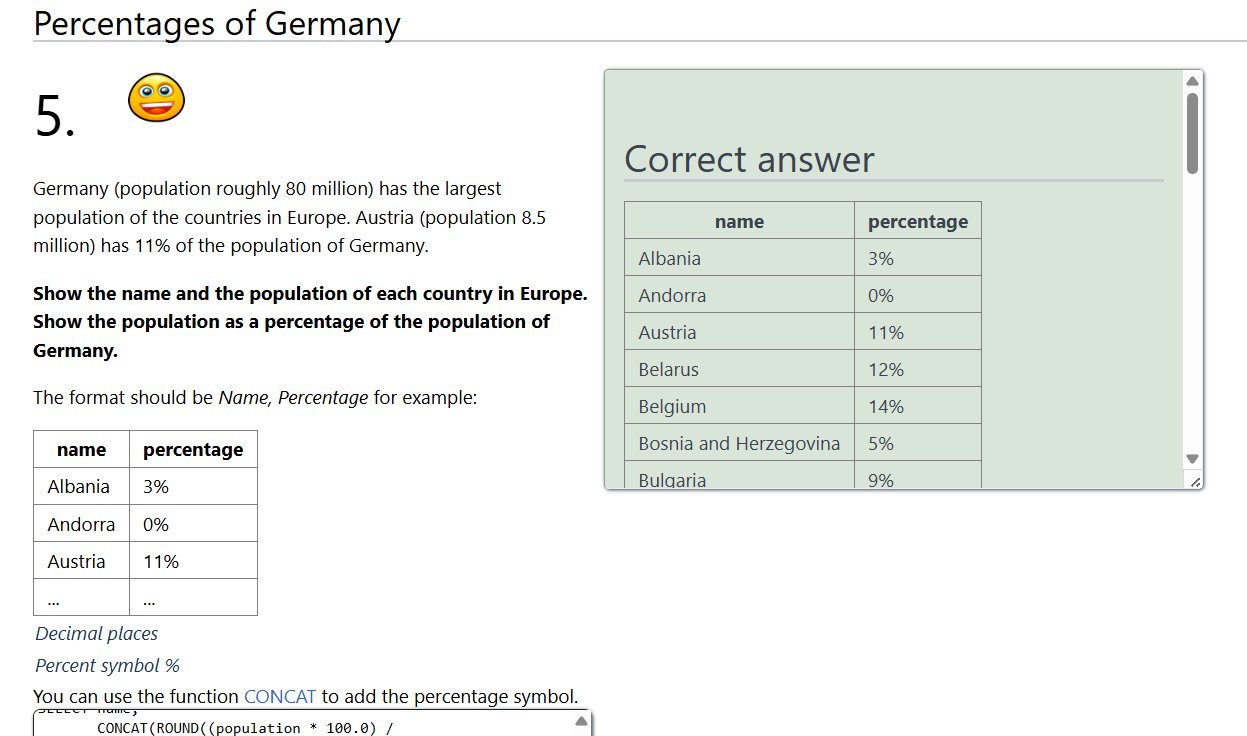 Percentages of Germany
5.
Germany (population roughly 80 million) has the largest
population of the countries in Europe. Austria (population 8.5
million) has 11% of the population of Germany.
Show the name and the population of each country in Europe.
Show the population as a percentage of the population of
Germany.
The format should be Name, Percentage for example:
name percentage
Albania 3%
Andorra 0%
Austria 11%
... ...
Decimal places
Percent symbol %
You can use the function CONCAT to add the percentage symbol.
SELECT name,
CONCAT(ROUND((population * 100.0) /
Correct answer
name percentage
Albania 3%
Andorra 0%
Austria 11%
Belarus 12%
Belgium 14%
Bosnia and Herzegovina 5%
Bulgaria 9%